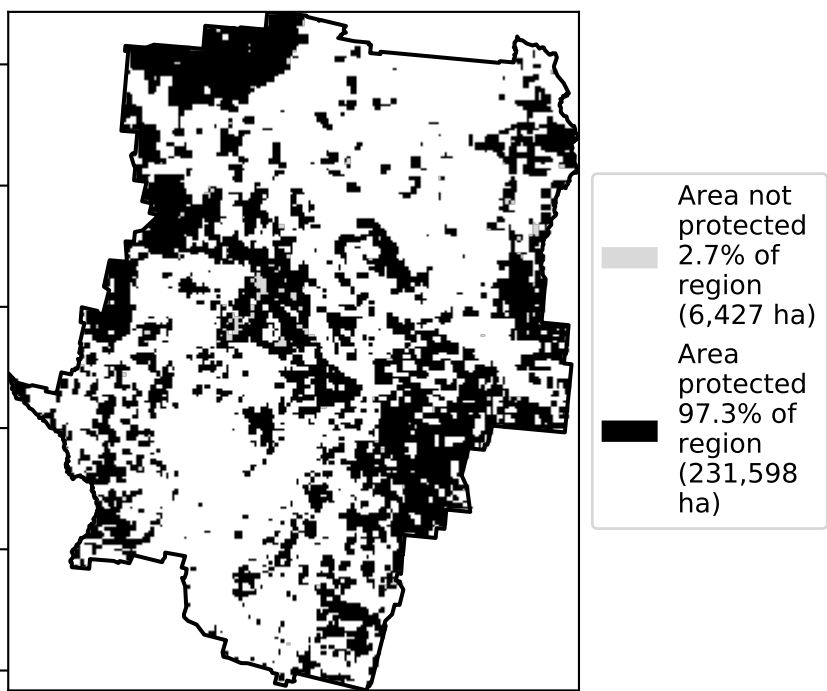 Area not
protected
2.7% of
region
(6,427 ha)
Area
protected
97.3% of
region
(231,598
ha)